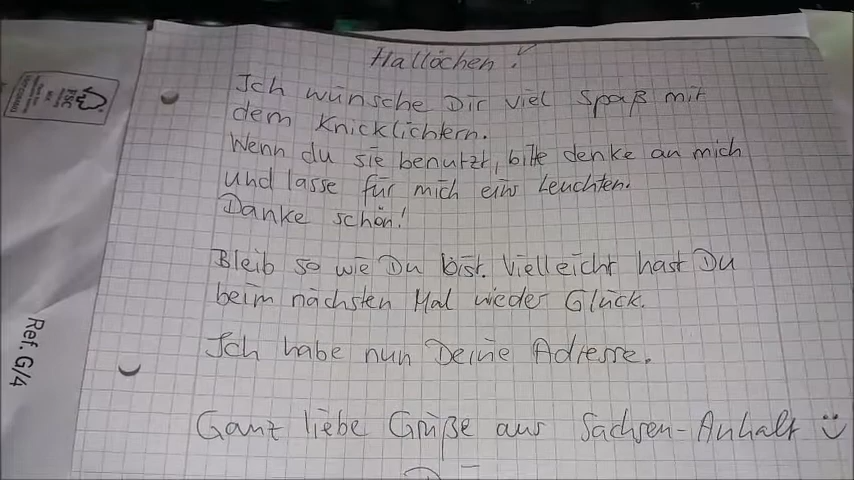 Hallöchen!
Ich wünsche Dir viel Spaß mit
dem Knicklichtern.
Wenn du sie benutzt, bitte denke an mich
und lasse für mich eins Leuchten.
Danke schön!
Bleib so wie Du bist. Vielleicht hast Du
beim nächsten Mal wieder Glück.
Ich habe nun Deine Adresse.
Ganz liebe Grüße aus Sachsen-Anhalt
FSC
Ref. G/4